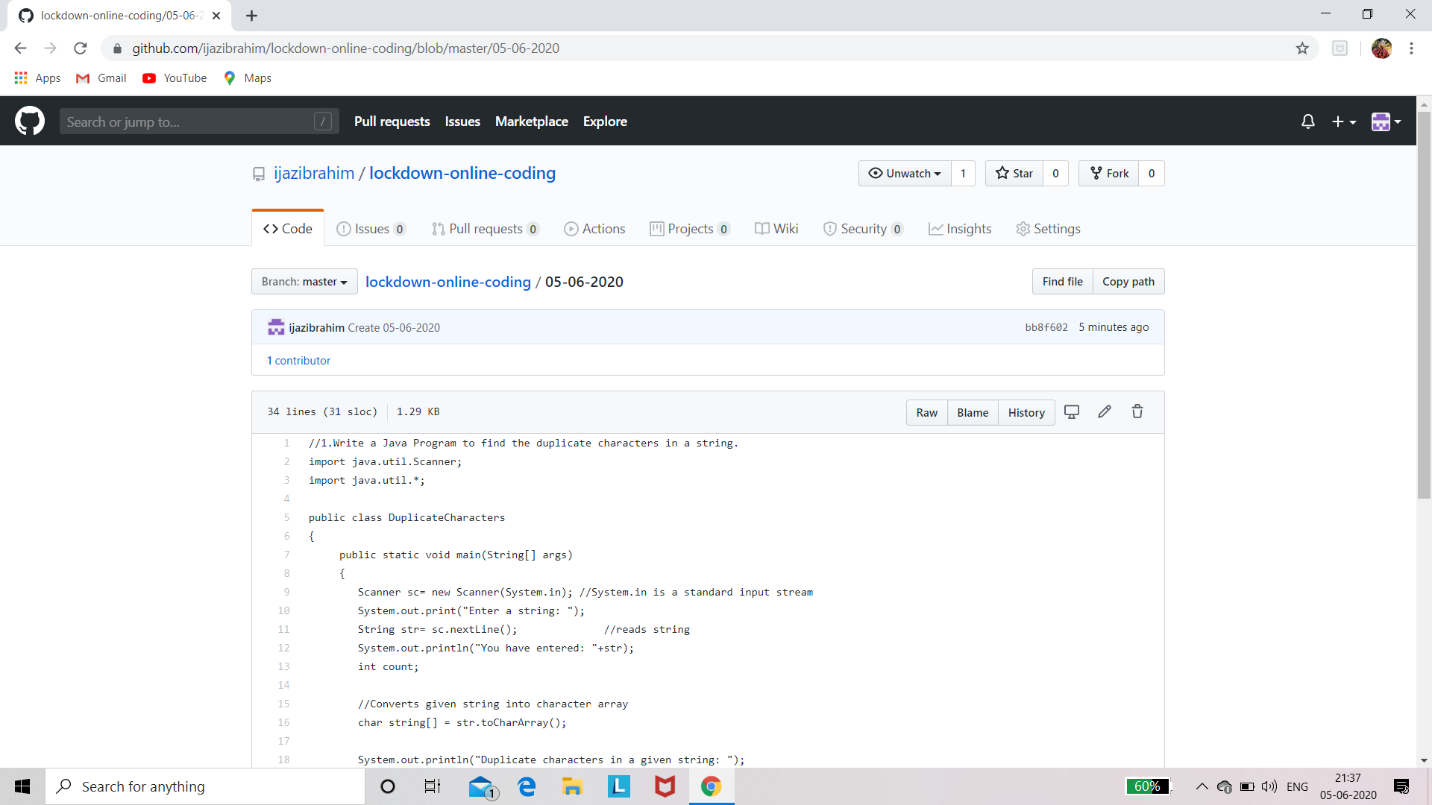 lockdown-online-coding/05-06-2
github.com/ijazibrahim/lockdown-online-coding/blob/master/05-06-2020
Apps Gmail YouTube Maps
Search or jump to... / Pull requests Issues Marketplace Explore
ijazibrahim / lockdown-online-coding Unwatch 1 Star 0 Fork 0
<> Code Issues 0 Pull requests 0 Actions Projects 0 Wiki Security 0 Insights Settings
Branch: master lockdown-online-coding / 05-06-2020 Find file Copy path
ijazibrahim Create 05-06-2020 bb8f602 5 minutes ago
1 contributor
34 lines (31 sloc) 1.29 KB Raw Blame History
1 //1.Write a Java Program to find the duplicate characters in a string.
2 import java.util.Scanner;
3 import java.util.*;
4
5 public class DuplicateCharacters
6 {
7 public static void main(String[] args)
8 {
9 Scanner sc= new Scanner(System.in); //System.in is a standard input stream
10 System.out.print("Enter a string: ");
11 String str= sc.nextLine(); //reads string
12 System.out.println("You have entered: "+str);
13 int count;
14
15 //Converts given string into character array
16 char string[] = str.toCharArray();
17
18 System.out.println("Duplicate characters in a given string: ");
Search for anything 1 L 60% ENG 21:37
05-06-2020